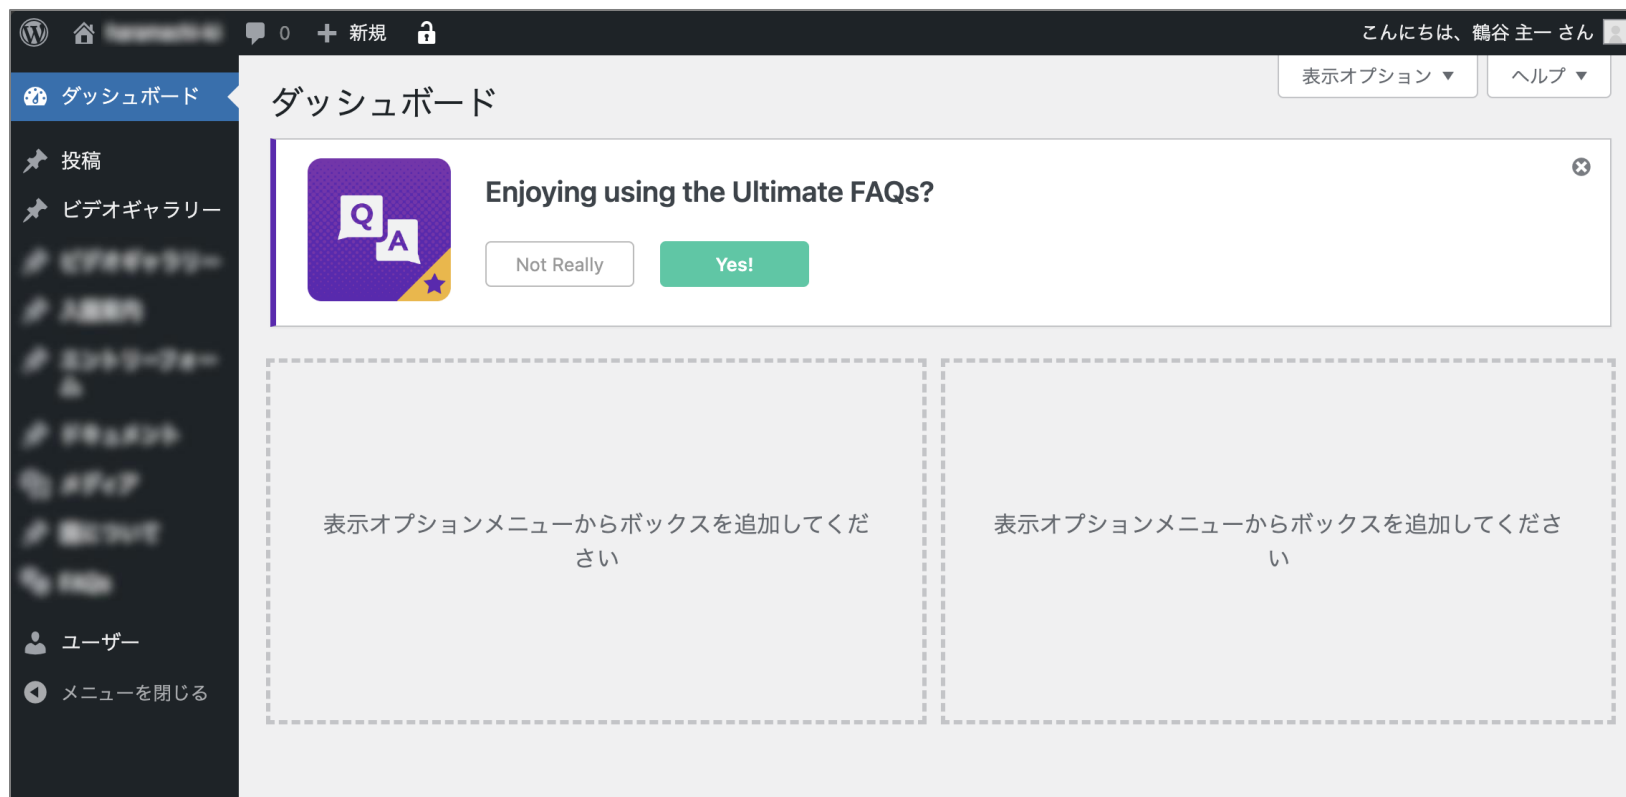 0
新規
こんにちは、鶴谷 主一 さん
ダッシュボード
投稿
ビデオギャラリー
ユーザー
メニューを閉じる
表示オプション ▼
ヘルプ ▼
ダッシュボード
Q
A
Enjoying using the Ultimate FAQs?
Not Really
Yes!
表示オプションメニューからボックスを追加してくだ
さい
表示オプションメニューからボックスを追加してくださ
い